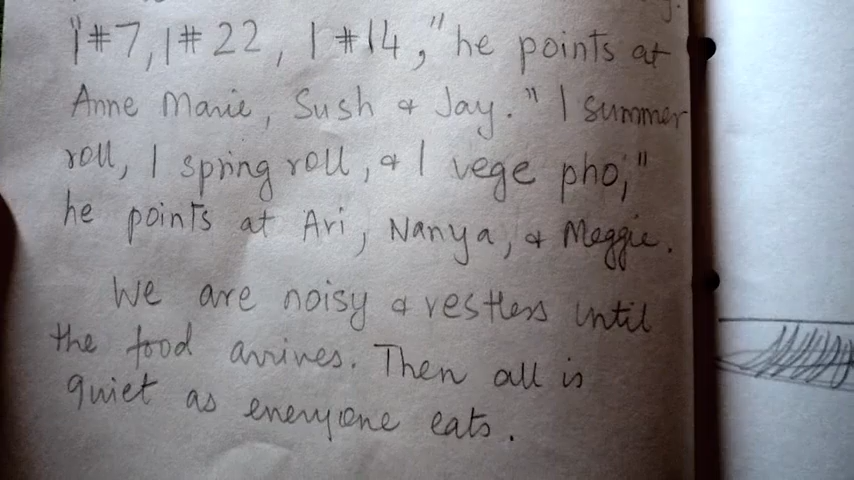 "1#7, 1#22, 1#14," he points at
Anne Marie, Sush & Jay. "1 summer
roll, 1 spring roll, & 1 vege pho,"
he points at Ari, Nanya, & Meggie.
We are noisy & restless until
the food arrives. Then all is
quiet as everyone eats.